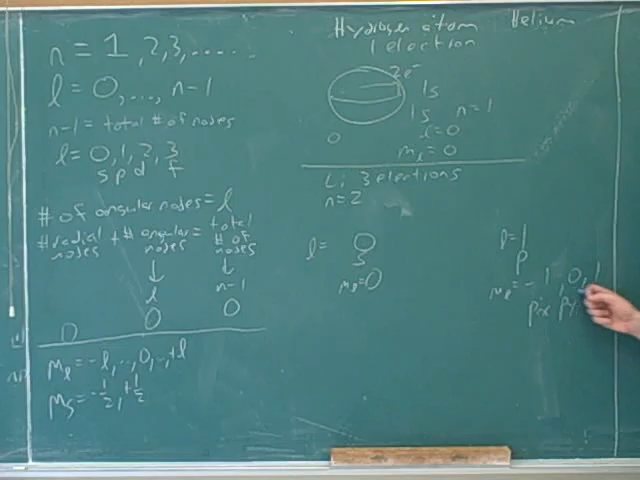 n = 1, 2, 3, ......
l = 0, ..., n-1
n-1 = total # of nodes
l = 0, 1, 2, 3
s p d f
# of angular nodes = l
# radial nodes + # angular nodes = total # of nodes
↓ ↓
l n-1
0 0 0
Ml = -l, .., 0, .., +l
Ms = -1/2, +1/2
Hydrogen atom
1 electron
Helium
2e-
1s
1s n=1
l=0
ml=0
0
Li 3 electrons
n=2
l = 0
s
Ml=0
l=1
p
Ml = -1, 0, 1